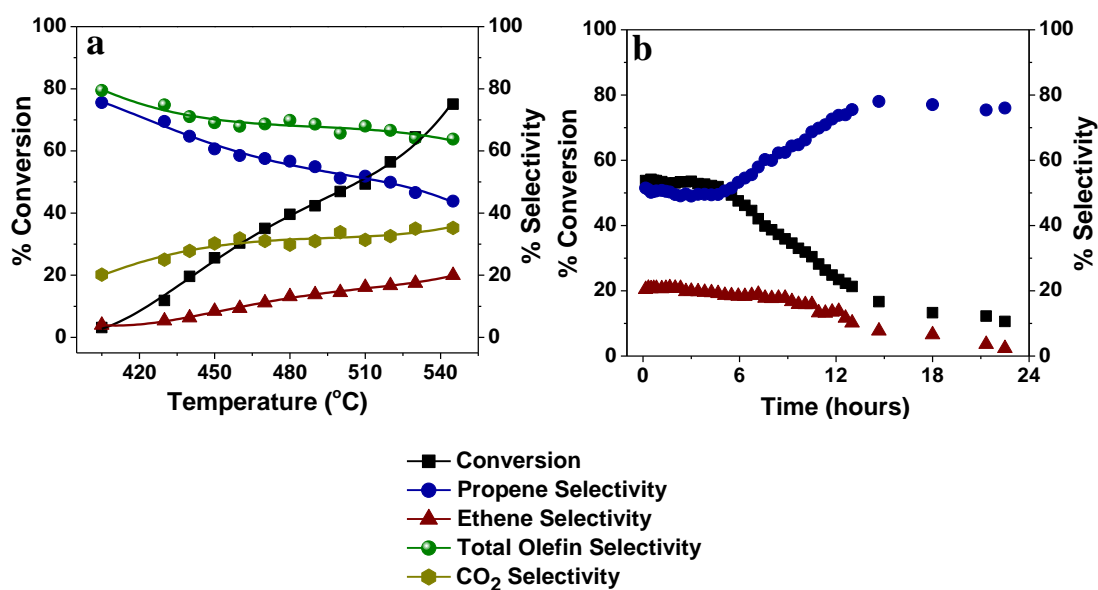 a
% Conversion
100
80
60
40
20
0
100
80
60
40
20
0
% Selectivity
420 450 480 510 540
Temperature (°C)
b
% Conversion
100
80
60
40
20
0
100
80
60
40
20
0
% Selectivity
0 6 12 18 24
Time (hours)
Conversion
Propene Selectivity
Ethene Selectivity
Total Olefin Selectivity
CO₂ Selectivity